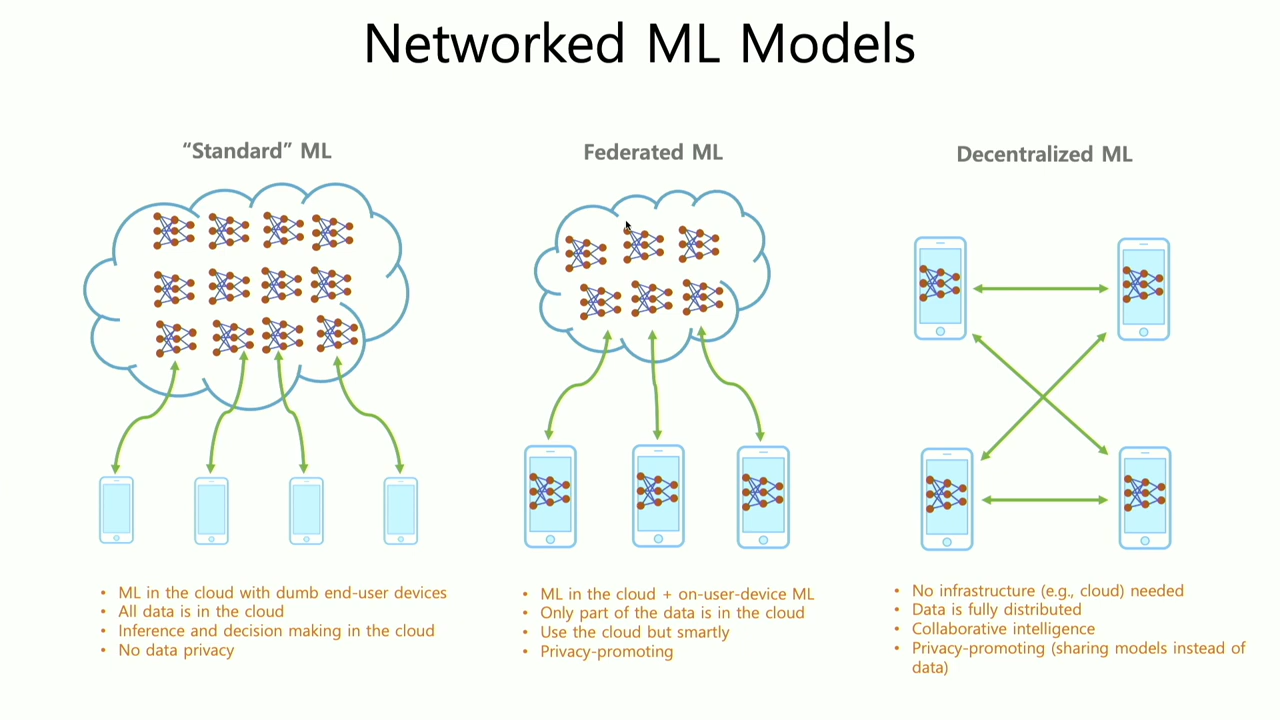 Networked ML Models
“Standard” ML
Federated ML
Decentralized ML
• ML in the cloud with dumb end-user devices
• All data is in the cloud
• Inference and decision making in the cloud
• No data privacy
• ML in the cloud + on-user-device ML
• Only part of the data is in the cloud
• Use the cloud but smartly
• Privacy-promoting
• No infrastructure (e.g., cloud) needed
• Data is fully distributed
• Collaborative intelligence
• Privacy-promoting (sharing models instead of
data)